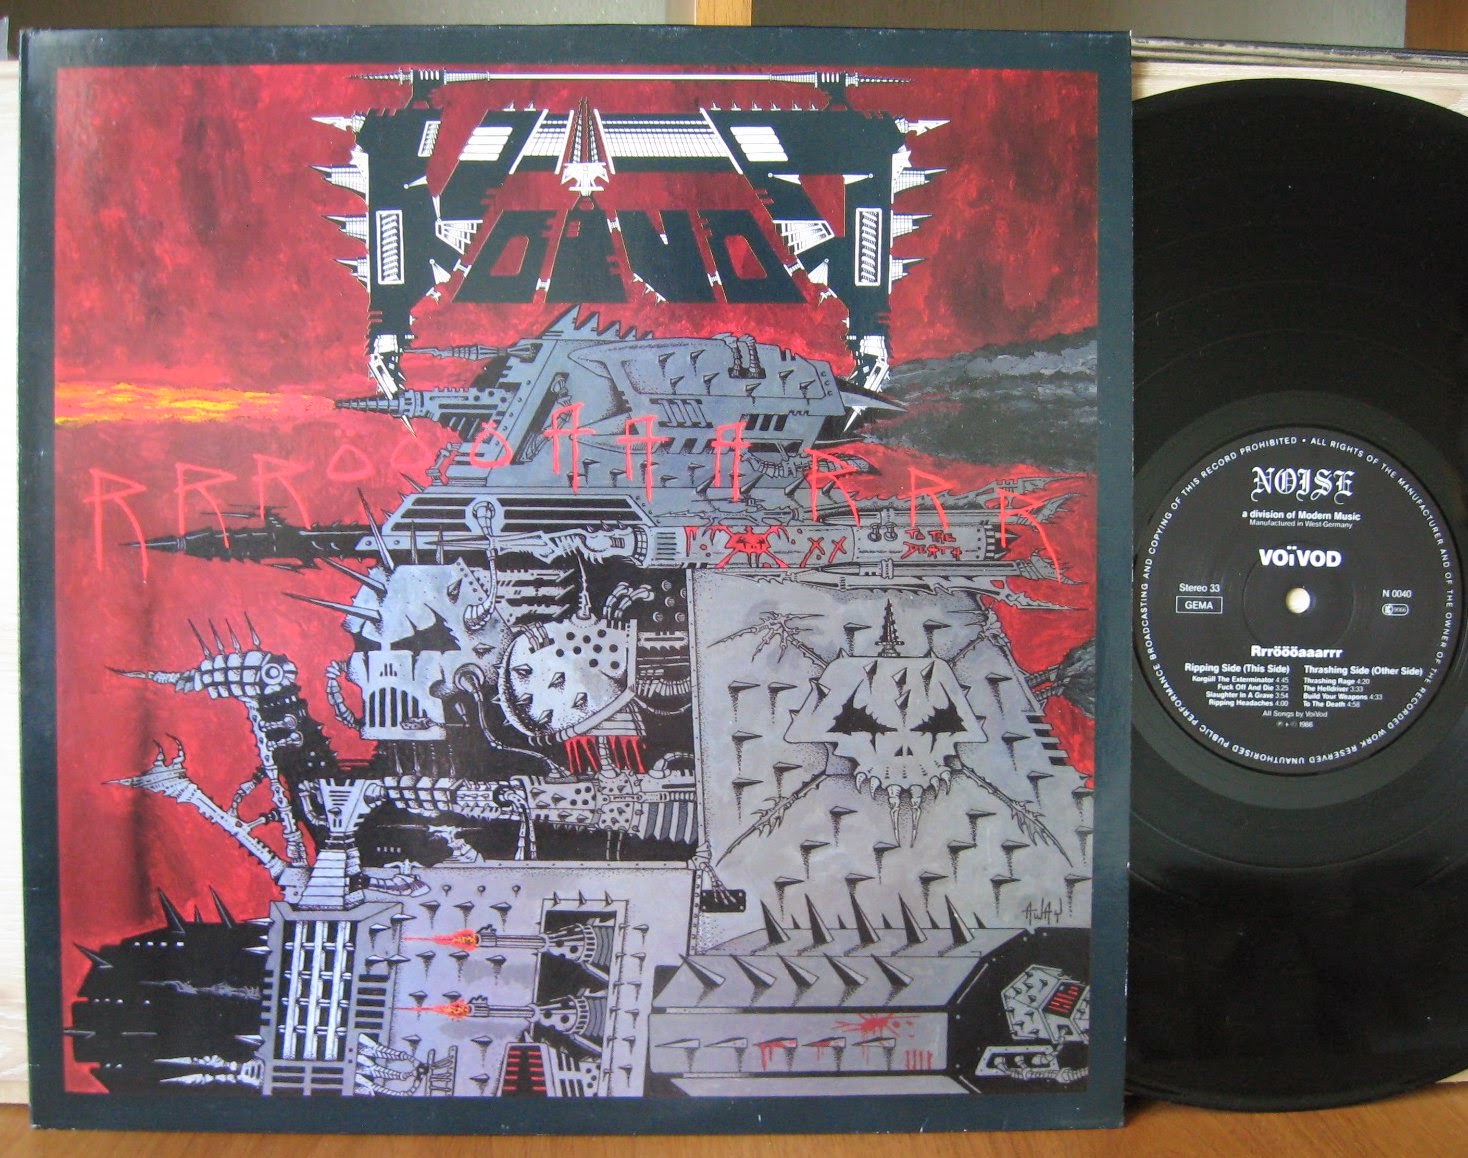 VOIVOD
RRRRÖÖÖAAARRR
TO THE
DEATH
AWAY
UNAUTHORISED PUBLIC PERFORMANCE BROADCASTING AND COPYING OF THIS RECORD PROHIBITED • ALL RIGHTS OF THE MANUFACTURER AND OF THE OWNER OF THE RECORDED WORK RESERVED
NOISE
a division of Modern Music
Manufactured in West-Germany
VOïVOD
Stereo 33
GEMA
N 0040
Rrröööaaarrr
Ripping Side (This Side)
Korgüll The Exterminator 4:45
Fuck Off And Die 3:25
Slaughter In A Grave 3:54
Ripping Headaches 4:00
Thrashing Side (Other Side)
Thrashing Rage 4:20
The Helldriver 3:33
Build Your Weapons 4:33
To The Death 4:58
All Songs by VoiVod
℗ + © 1986